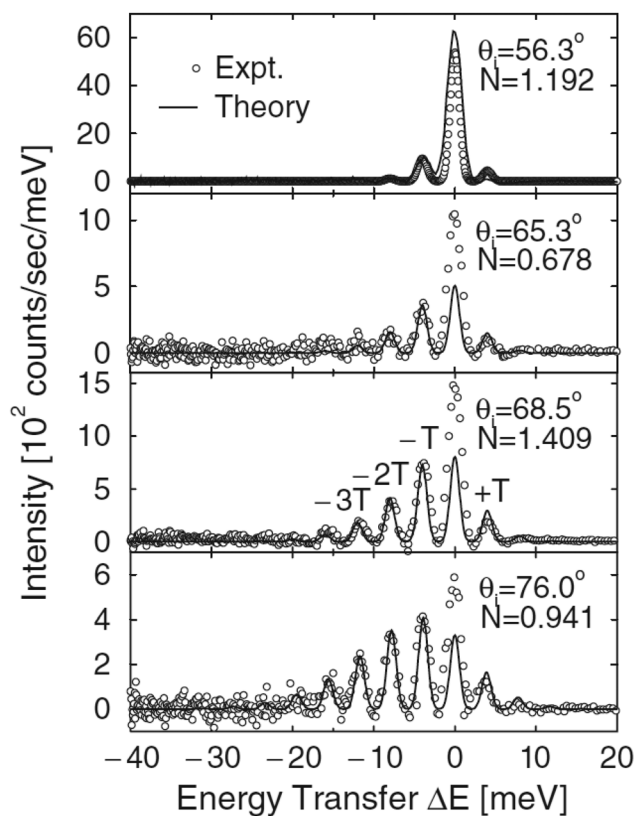 Expt.
Theory
θi=56.3°
N=1.192
60
40
20
0
θi=65.3°
N=0.678
10
5
0
θi=68.5°
N=1.409
15
10
5
0
−T
−2T
−3T
+T
θi=76.0°
N=0.941
6
4
2
0
−40 −30 −20 −10 0 10 20
Energy Transfer ΔE [meV]
Intensity [10² counts/sec/meV]